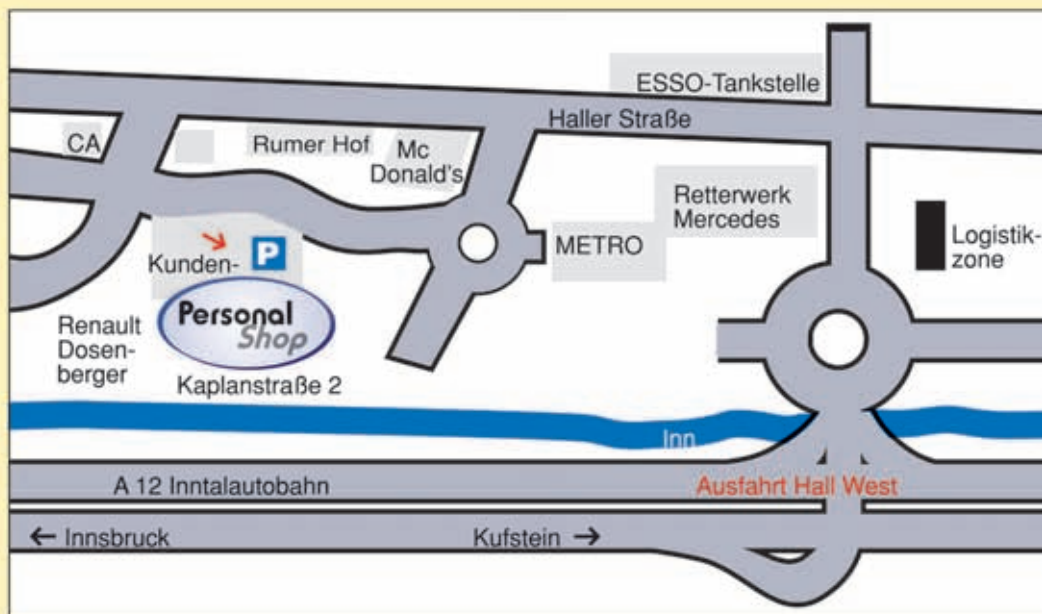 ESSO-Tankstelle
Haller Straße
CA
Rumer Hof
Mc
Donald's
Retterwerk
Mercedes
METRO
Logistik-
zone
Kunden-
P
Personal
Shop
Renault
Dosen-
berger
Kaplanstraße 2
Inn
A 12 Inntalautobahn
Ausfahrt Hall West
← Innsbruck
Kufstein →